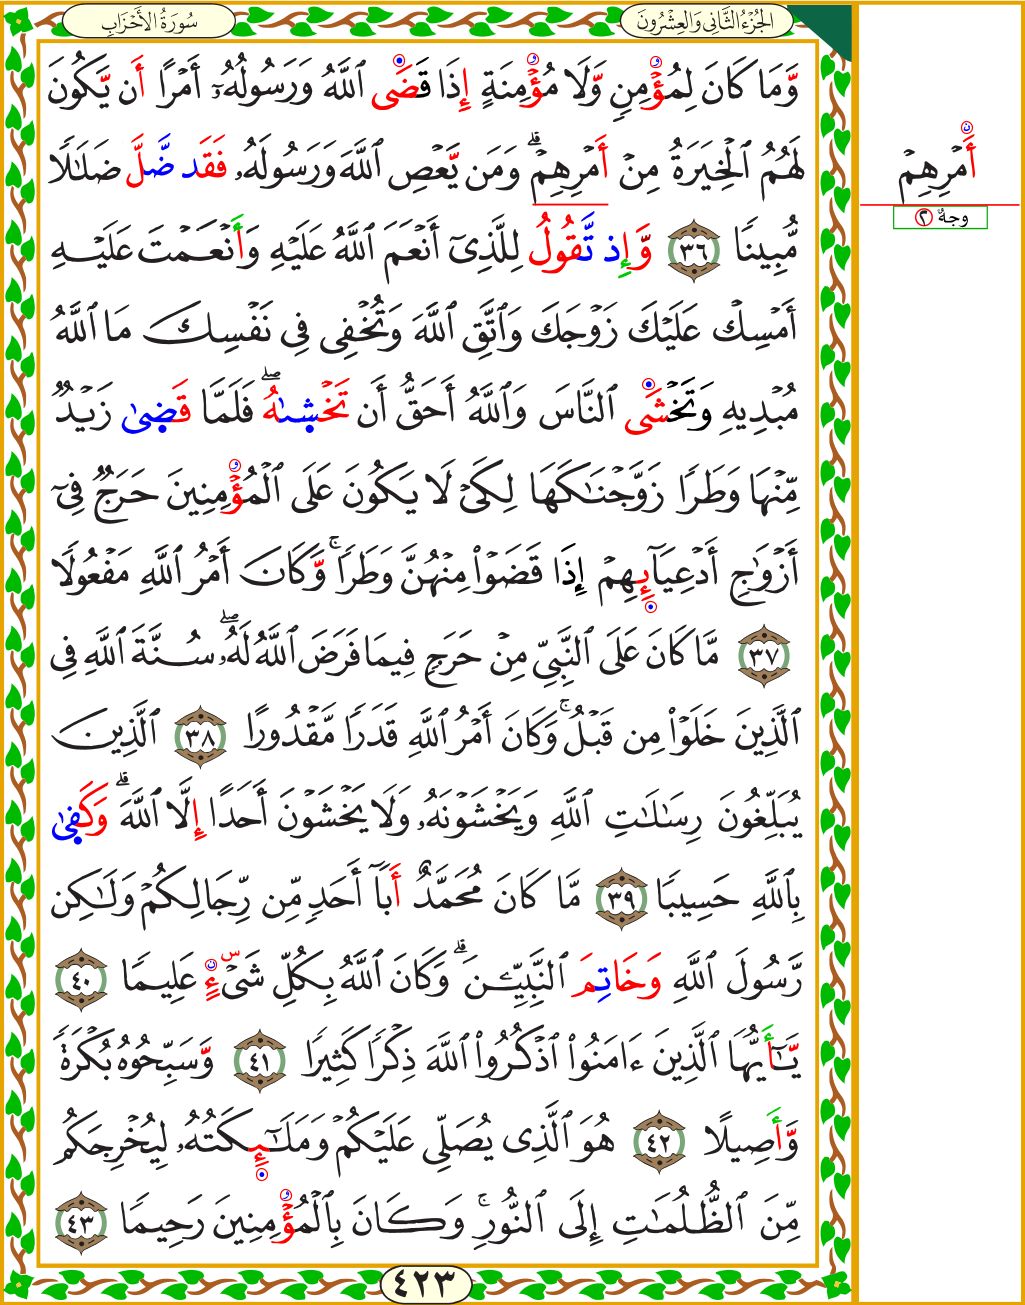 الجُزْءُ الثَّانِي وَالعِشْرُونَ
سُورَةُ الأَحْزَابِ
وَّمَا كَانَ لِمُؤْمِنٖ وَّلَا مُؤْمِنَةٍ إِذَا قَضَى ٱللَّهُ وَرَسُولُهُۥٓ أَمْرًا أَن يَّكُونَ
لَهُمُ ٱلْخِيَرَةُ مِنْ أَمْرِهِمْۗ وَمَن يَّعْصِ ٱللَّهَ وَرَسُولَهُۥ فَقَد ضَّلَّ ضَلَٰلًا
مُّبِينًا ٣٦ وَّإِذ تَّقُولُ لِلَّذِىٓ أَنْعَمَ ٱللَّهُ عَلَيْهِ وَأَنْعَمْتَ عَلَيْهِ
أَمْسِكْ عَلَيْكَ زَوْجَكَ وَٱتَّقِ ٱللَّهَ وَتُخْفِى فِى نَفْسِكَ مَا ٱللَّهُ
مُبْدِيهِ وَتَخْشَى ٱلنَّاسَ وَٱللَّهُ أَحَقُّ أَن تَخْشىٰهُۖ فَلَمَّا قَضىٰ زَيْدٌ
مِّنْهَا وَطَرًا زَوَّجْنَٰكَهَا لِكَىْ لَا يَكُونَ عَلَى ٱلْمُؤْمِنِينَ حَرَجٌ فِىٓ
أَزْوَٰجِ أَدْعِيَآئِهِمْ إِذَا قَضَوْا۟ مِنْهُنَّ وَطَرًاۚ وَّكَانَ أَمْرُ ٱللَّهِ مَفْعُولًا
٣٧ مَّا كَانَ عَلَى ٱلنَّبِىِّ مِنْ حَرَجٍ فِيمَا فَرَضَ ٱللَّهُ لَهُۥۖ سُنَّةَ ٱللَّهِ فِى
ٱلَّذِينَ خَلَوْا۟ مِن قَبْلُۚ وَكَانَ أَمْرُ ٱللَّهِ قَدَرًا مَّقْدُورًا ٣٨ ٱلَّذِينَ
يُبَلِّغُونَ رِسَٰلَٰتِ ٱللَّهِ وَيَخْشَوْنَهُۥ وَلَا يَخْشَوْنَ أَحَدًا إِلَّا ٱللَّهَۗ وَكَفىٰ
بِٱللَّهِ حَسِيبًا ٣٩ مَّا كَانَ مُحَمَّدٌ أَبَآ أَحَدٍ مِّن رِّجَالِكُمْ وَلَٰكِن
رَّسُولَ ٱللَّهِ وَخَاتِمَ ٱلنَّبِيِّـۧنَۗ وَكَانَ ٱللَّهُ بِكُلِّ شَىْءٍ عَلِيمًا ٤٠
يَّٰٓأَيُّهَا ٱلَّذِينَ ءَامَنُوا۟ ٱذْكُرُوا۟ ٱللَّهَ ذِكْرًا كَثِيرًا ٤١ وَّسَبِّحُوهُ بُكْرَةً
وَّأَصِيلًا ٤٢ هُوَ ٱلَّذِى يُصَلِّى عَلَيْكُمْ وَمَلَٰٓئِكَتُهُۥ لِيُخْرِجَكُم
مِّنَ ٱلظُّلُمَٰتِ إِلَى ٱلنُّورِۚ وَكَانَ بِٱلْمُؤْمِنِينَ رَحِيمًا ٤٣
٤٢٣
أَمْرِهِمْ
وجهٌ ٢